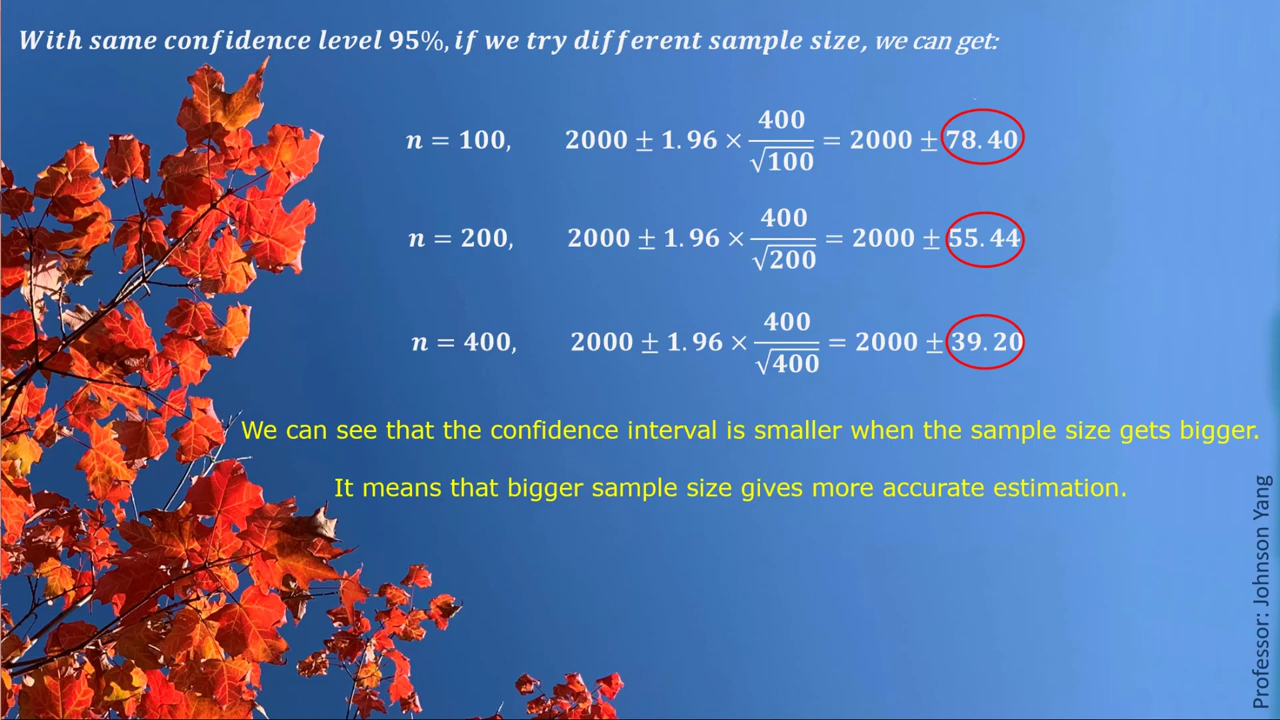 With same confidence level 95%, if we try different sample size, we can get:
n = 100, 2000 ± 1.96 × 400/√100 = 2000 ± 78.40
n = 200, 2000 ± 1.96 × 400/√200 = 2000 ± 55.44
n = 400, 2000 ± 1.96 × 400/√400 = 2000 ± 39.20
We can see that the confidence interval is smaller when the sample size gets bigger.
It means that bigger sample size gives more accurate estimation.
Professor: Johnson Yang